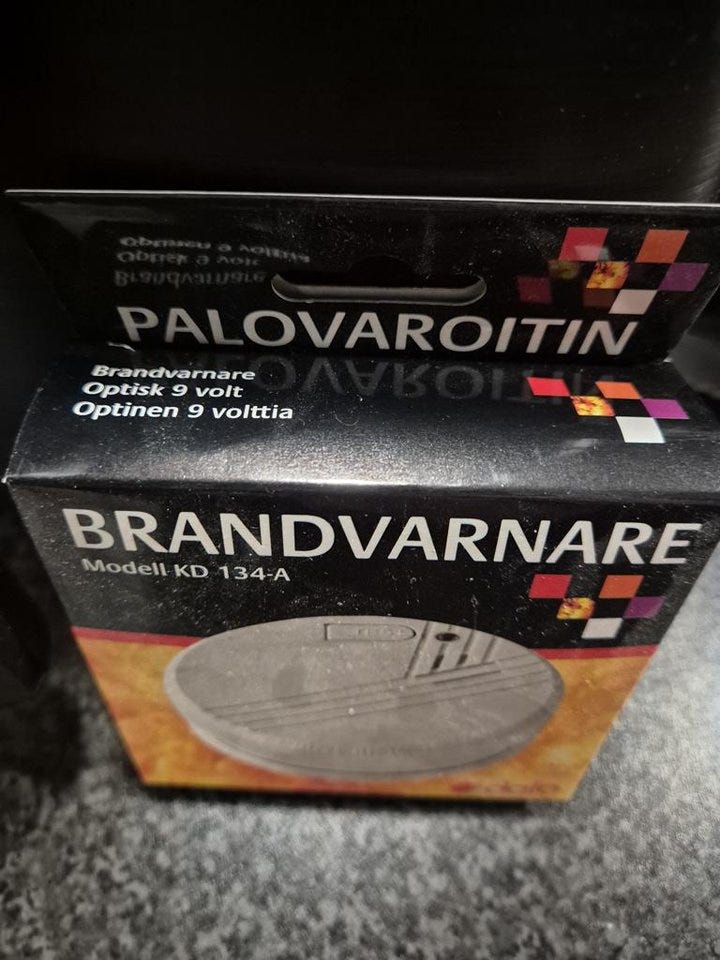 PALOVAROITIN
Brandvarnare
Optisk 9 volt
Optinen 9 volttia
BRANDVARNARE
Modell KD 134-A